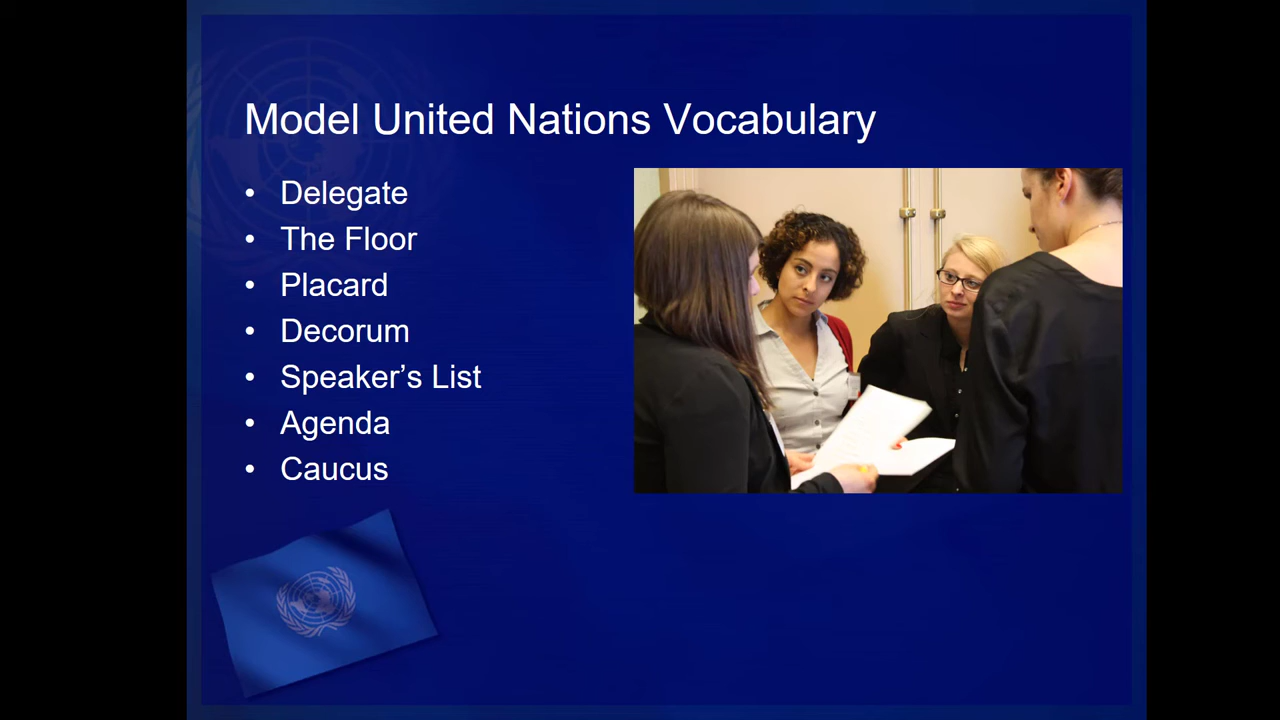 Model United Nations Vocabulary
• Delegate
• The Floor
• Placard
• Decorum
• Speaker’s List
• Agenda
• Caucus